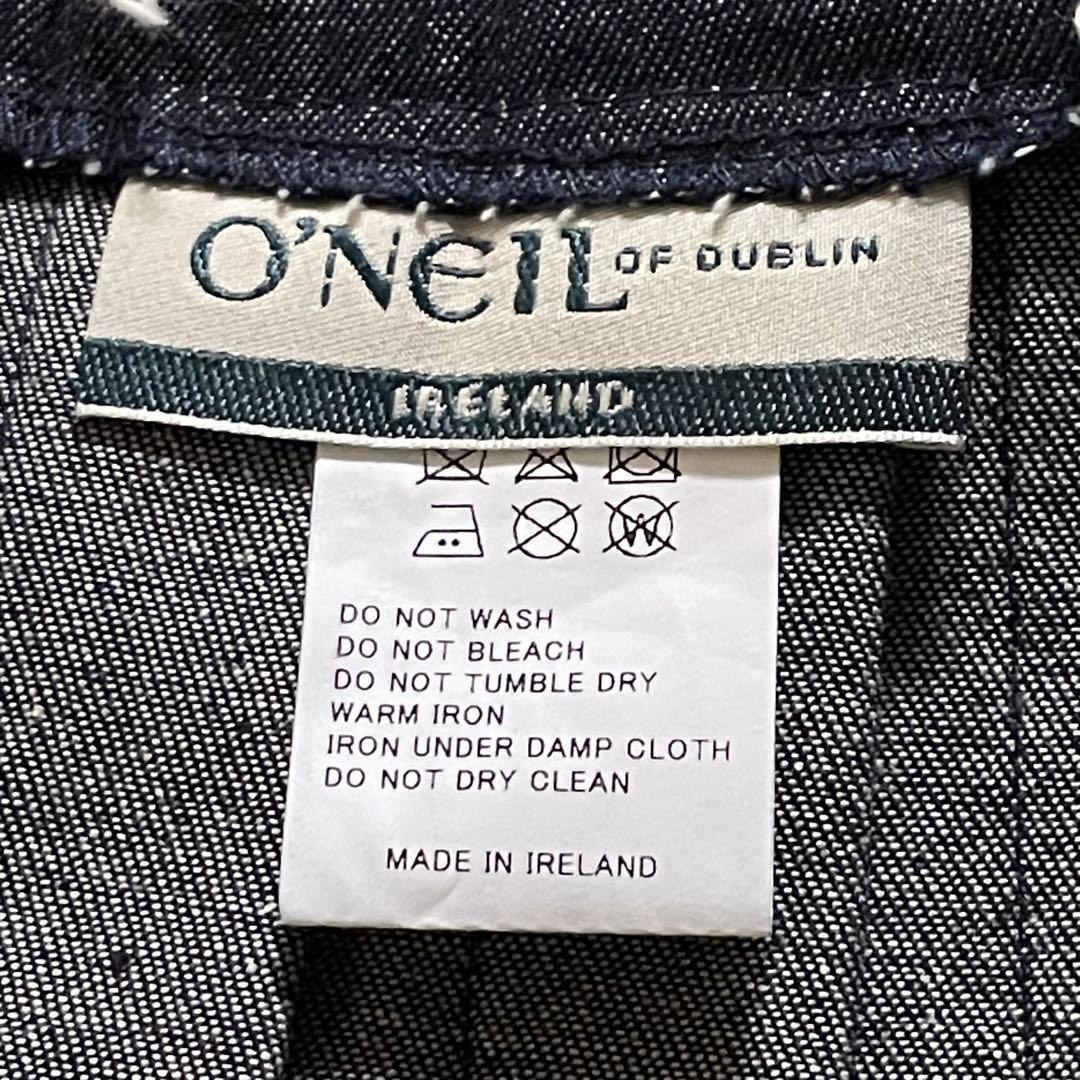 O'NEIL OF DUBLIN
IRELAND
W
DO NOT WASH
DO NOT BLEACH
DO NOT TUMBLE DRY
WARM IRON
IRON UNDER DAMP CLOTH
DO NOT DRY CLEAN
MADE IN IRELAND